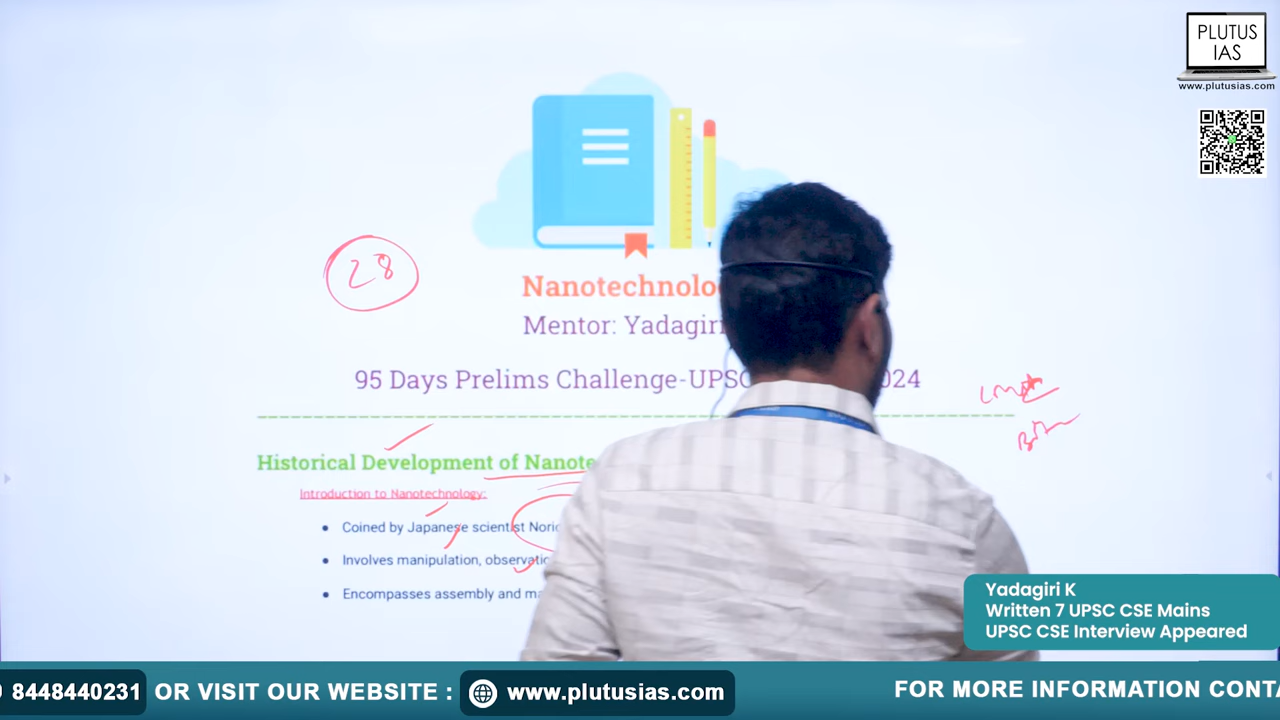 PLUTUS
IAS
www.plutusias.com
28
Nanotechnolo
Mentor: Yadagiri
95 Days Prelims Challenge-UPSC 024
Historical Development of Nanote
Introduction to Nanotechnology:
• Coined by Japanese scientist Noric
• Involves manipulation, observatio
• Encompasses assembly and ma
Yadagiri K
Written 7 UPSC CSE Mains
UPSC CSE Interview Appeared
8448440231 OR VISIT OUR WEBSITE : www.plutusias.com FOR MORE INFORMATION CONTA